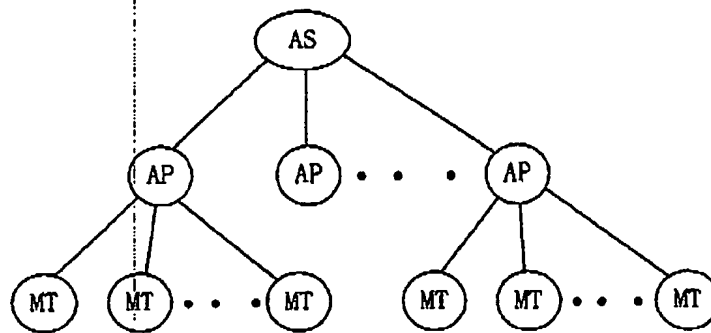 AS
AP AP • • • AP
MT MT • • • MT MT MT • • • MT